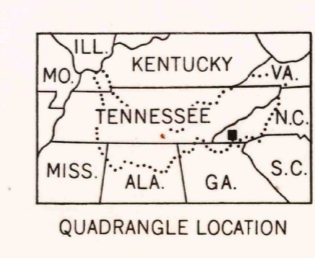 ILL.
MO.
KENTUCKY
VA.
TENNESSEE
N.C.
MISS.
ALA.
GA.
S.C.
QUADRANGLE LOCATION